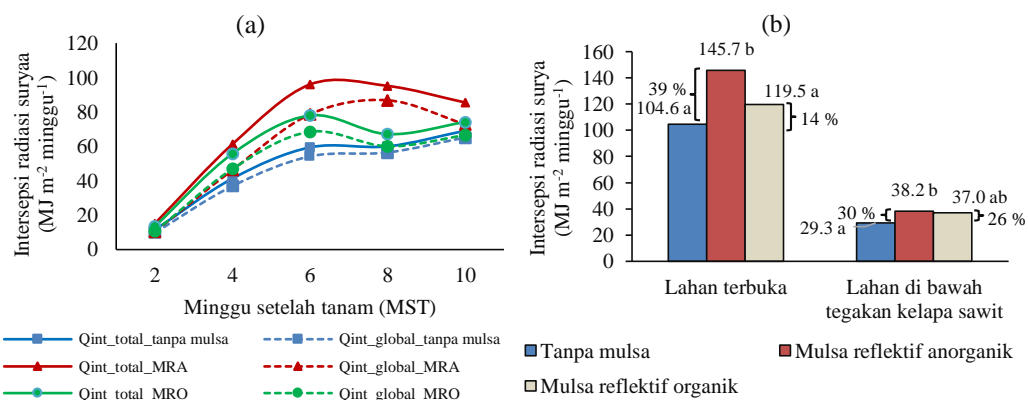 (a)
Intersepsi radiasi suryaa
(MJ m-2 minggu-1)
120
100
80
60
40
20
0
2 4 6 8 10
Minggu setelah tanam (MST)
Qint_total_tanpa mulsa
Qint_global_tanpa mulsa
Qint_total_MRA
Qint_global_MRA
Qint_total_MRO
Qint_global_MRO
(b)
Intersepsi radiasi surya
(MJ m-2 minggu-1)
160
140
120
100
80
60
40
20
0
145.7 b
39 %
104.6 a
119.5 a
14 %
38.2 b
37.0 ab
30 %
29.3 a
26 %
Lahan terbuka
Lahan di bawah
tegakan kelapa sawit
Tanpa mulsa
Mulsa reflektif anorganik
Mulsa reflektif organik